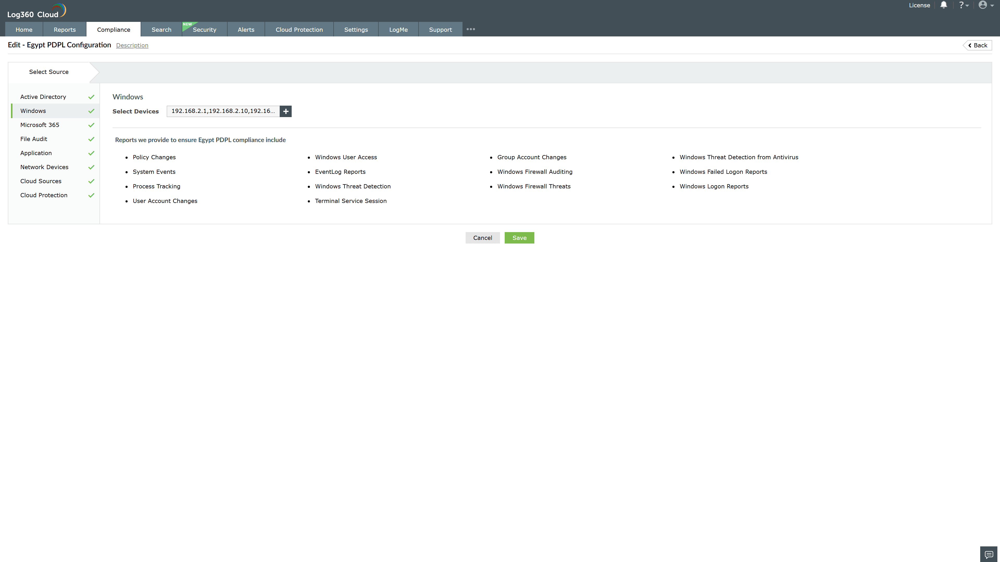 Log360 Cloud
License
?
Home
Reports
Compliance
Search
NEW
Security
Alerts
Cloud Protection
Settings
LogMe
Support
Edit - Egypt PDPL Configuration
Description
Back
Select Source
Active Directory
Windows
Microsoft 365
File Audit
Application
Network Devices
Cloud Sources
Cloud Protection
Windows
Select Devices
192.168.2.1,192.168.2.10,192.16...
Reports we provide to ensure Egypt PDPL compliance include
Policy Changes
Windows User Access
Group Account Changes
Windows Threat Detection from Antivirus
System Events
EventLog Reports
Windows Firewall Auditing
Windows Failed Logon Reports
Process Tracking
Windows Threat Detection
Windows Firewall Threats
Windows Logon Reports
User Account Changes
Terminal Service Session
Cancel
Save